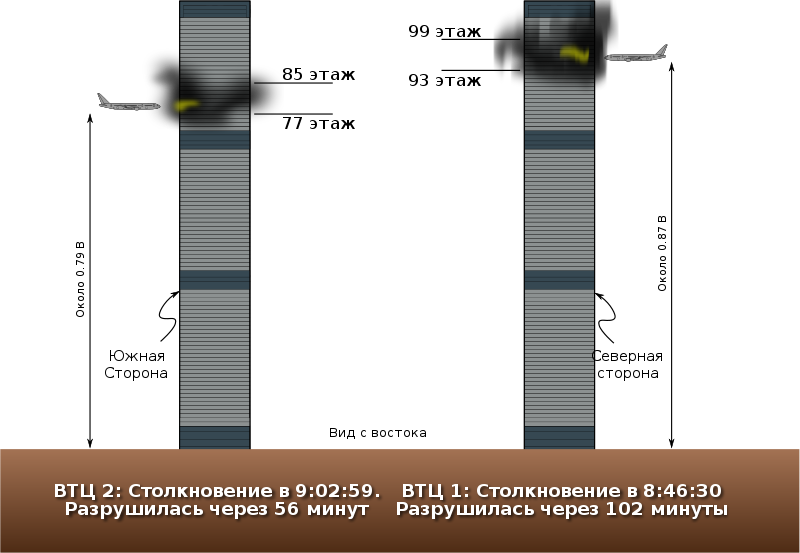 99 этаж
85 этаж
93 этаж
77 этаж
Около 0.79 В
Около 0.87 В
Южная
Сторона
Северная
сторона
Вид с востока
ВТЦ 2: Столкновение в 9:02:59.
Разрушилась через 56 минут
ВТЦ 1: Столкновение в 8:46:30
Разрушилась через 102 минуты